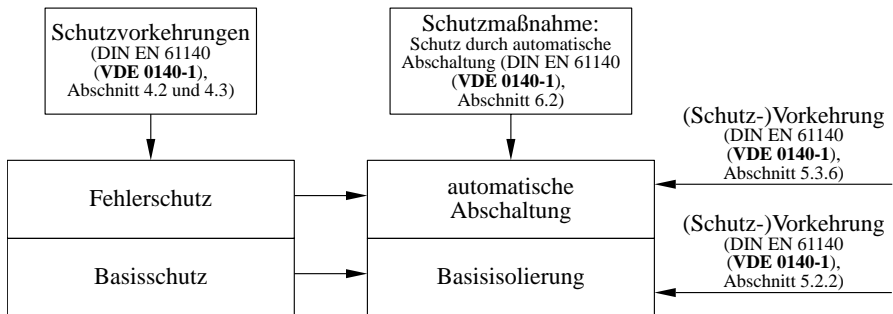 Schutzvorkehrungen
(DIN EN 61140
(VDE 0140-1),
Abschnitt 4.2 und 4.3)
Schutzmaßnahme:
Schutz durch automatische
Abschaltung (DIN EN 61140
(VDE 0140-1),
Abschnitt 6.2)
(Schutz-)Vorkehrung
(DIN EN 61140
(VDE 0140-1),
Abschnitt 5.3.6)
Fehlerschutz
automatische
Abschaltung
(Schutz-)Vorkehrung
(DIN EN 61140
(VDE 0140-1),
Abschnitt 5.2.2)
Basisschutz
Basisisolierung